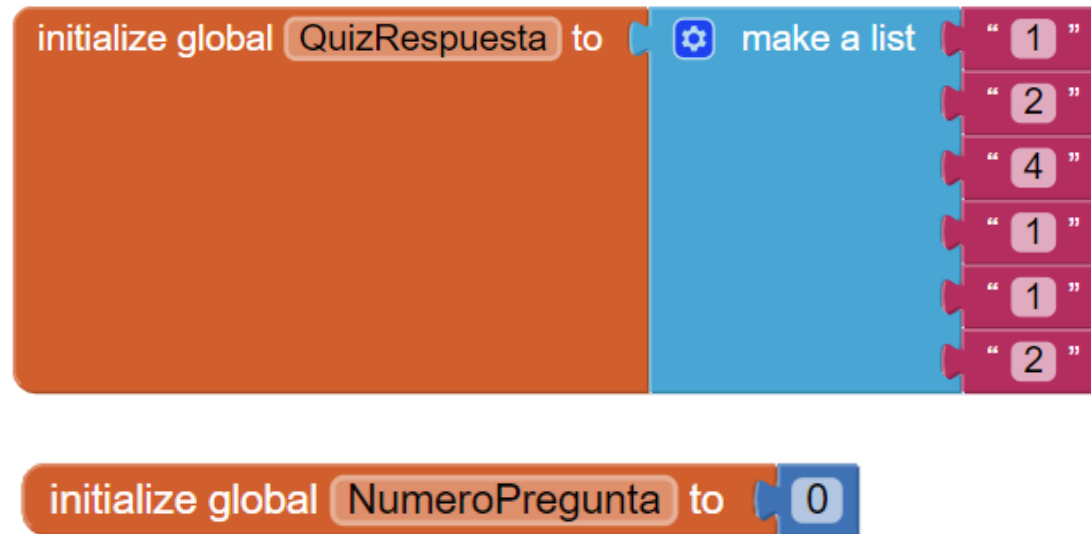 initialize global QuizRespuesta to make a list “ 1 ”
“ 2 ”
“ 4 ”
“ 1 ”
“ 1 ”
“ 2 ”
initialize global NumeroPregunta to 0